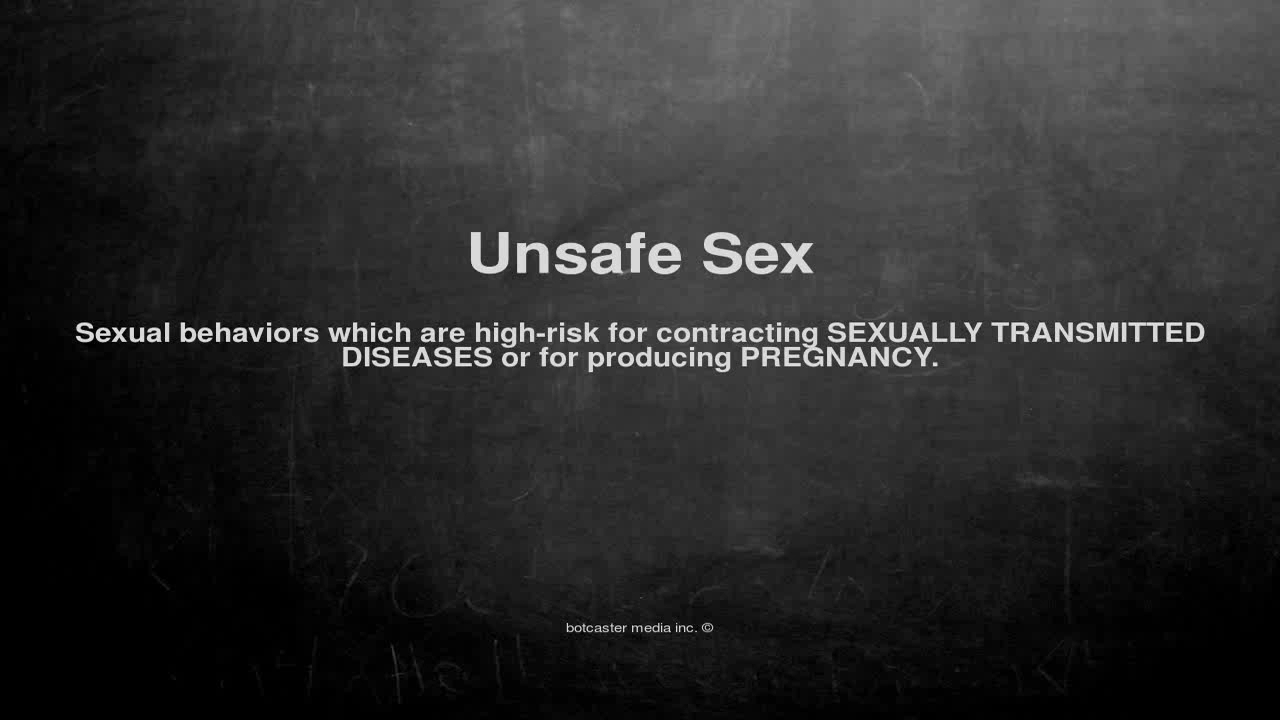 Unsafe Sex
Sexual behaviors which are high-risk for contracting SEXUALLY TRANSMITTED
DISEASES or for producing PREGNANCY.
botcaster media inc. ©